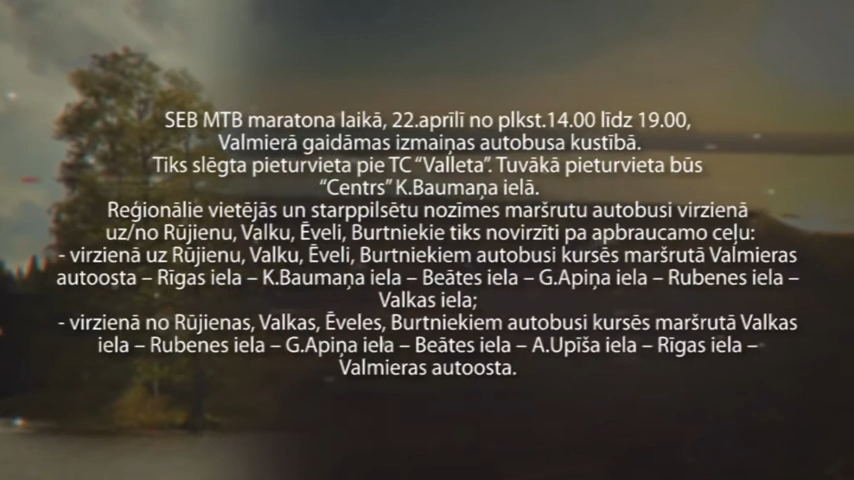 SEB MTB maratona laikā, 22.aprīlī no plkst.14.00 līdz 19.00,
Valmierā gaidāmas izmaiņas autobusa kustībā.
Tiks slēgta pieturvieta pie TC “Valleta”. Tuvākā pieturvieta būs
“Centrs” K.Baumaņa ielā.
Reģionālie vietējās un starppilsētu nozīmes maršrutu autobusi virzienā
uz/no Rūjienu, Valku, Ēveli, Burtniekie tiks novirzīti pa apbraucamo ceļu:
- virzienā uz Rūjienu, Valku, Ēveli, Burtniekiem autobusi kursēs maršrutā Valmieras
autoosta – Rīgas iela – K.Baumaņa iela – Beātes iela – G.Apiņa iela – Rubenes iela –
Valkas iela;
- virzienā no Rūjienas, Valkas, Ēveles, Burtniekiem autobusi kursēs maršrutā Valkas
iela – Rubenes iela – G.Apiņa iela – Beātes iela – A.Upīša iela – Rīgas iela –
Valmieras autoosta.